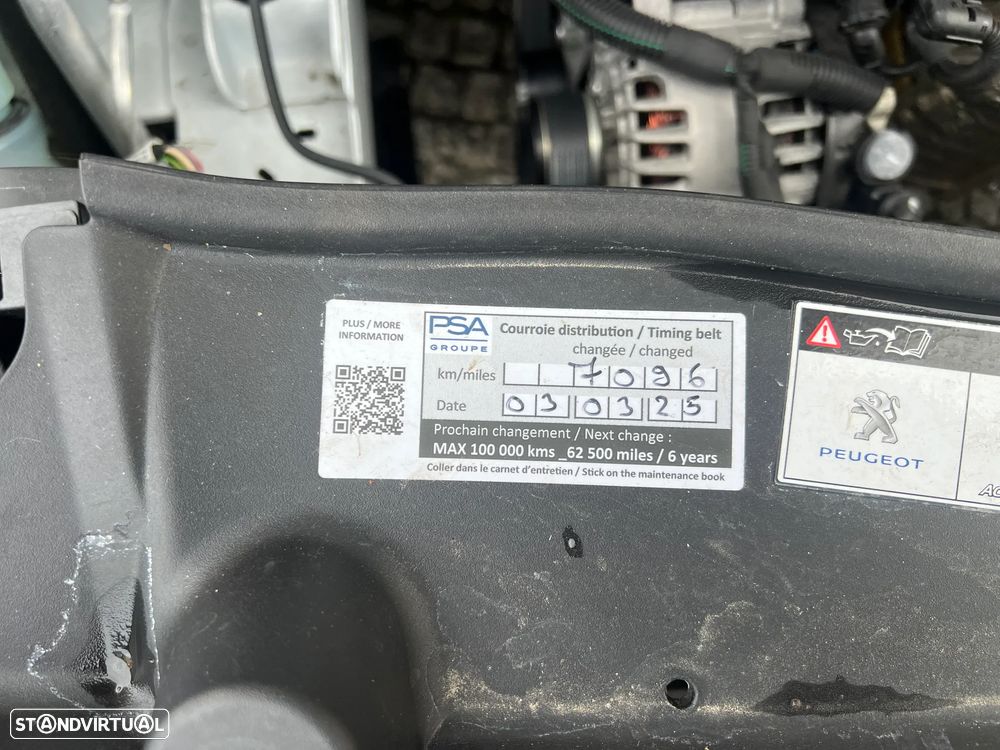 PLUS / MORE
INFORMATION
PSA
GROUPE
Courroie distribution / Timing belt
changée / changed
km/miles 7096
Date 030325
Prochain changement / Next change :
MAX 100 000 kms _62 500 miles / 6 years
Coller dans le carnet d'entretien / Stick on the maintenance book
PEUGEOT
STANDVIRTUAL